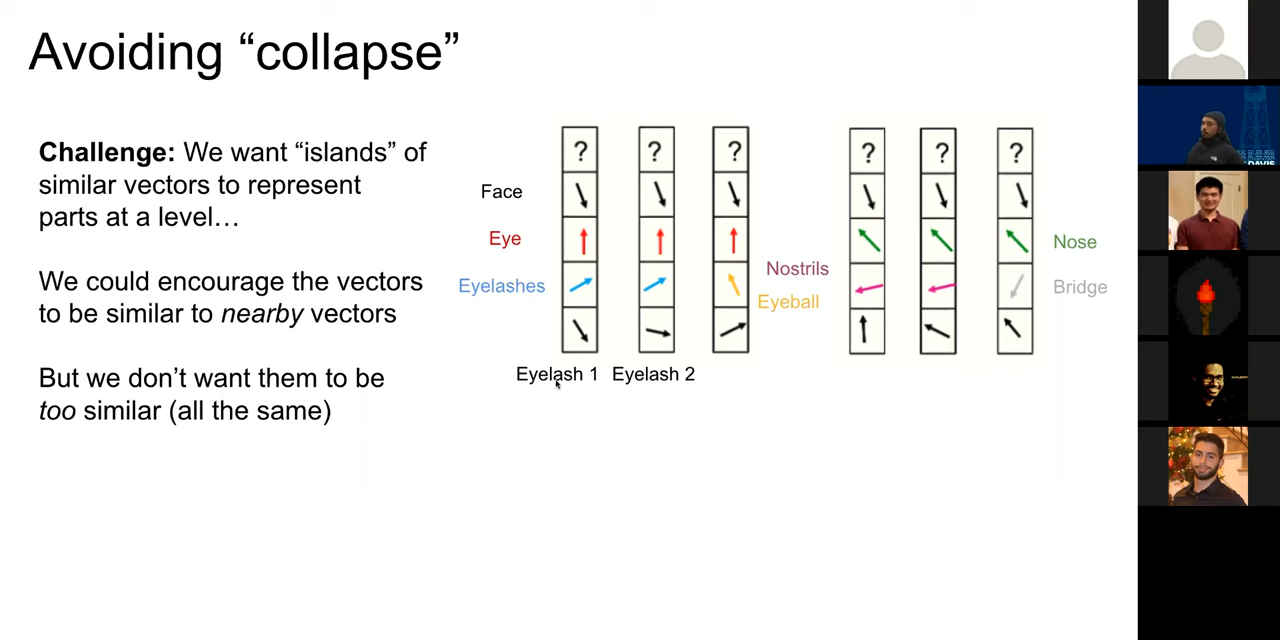 Avoiding “collapse”
Challenge: We want “islands” of
similar vectors to represent
parts at a level…
We could encourage the vectors
to be similar to nearby vectors
But we don’t want them to be
too similar (all the same)
? ? ? ? ? ?
Face
Eye
Eyelashes
Nostrils
Eyeball
Nose
Bridge
Eyelash 1 Eyelash 2
DAVIS